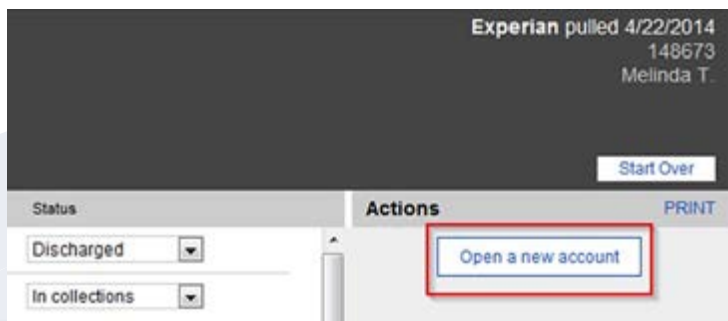 Experian pulled 4/22/2014
148673
Melinda T.
Start Over
Status
Actions PRINT
Discharged
Open a new account
In collections